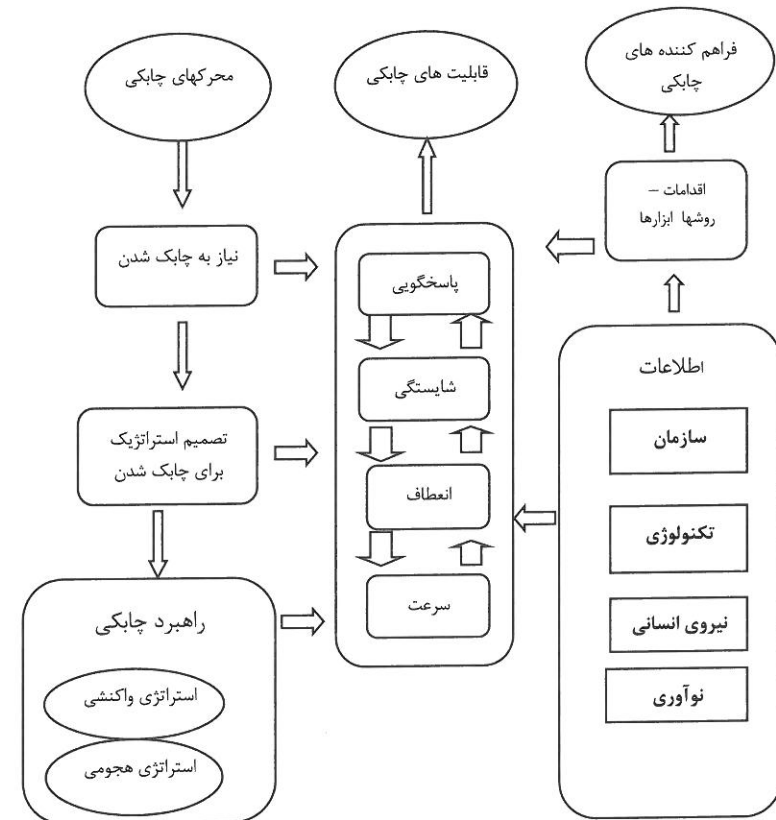 فراهم کننده های
چابکی
قابلیت های چابکی
محرکهای چابکی
اقدامات –
روشها ابزارها
نیاز به چابک شدن
پاسخگویی
شایستگی
انعطاف
سرعت
اطلاعات
سازمان
تکنولوژی
نیروی انسانی
نوآوری
تصمیم استراتژیک
برای چابک شدن
راهبرد چابکی
استراتژی واکنشی
استراتژی هجومی